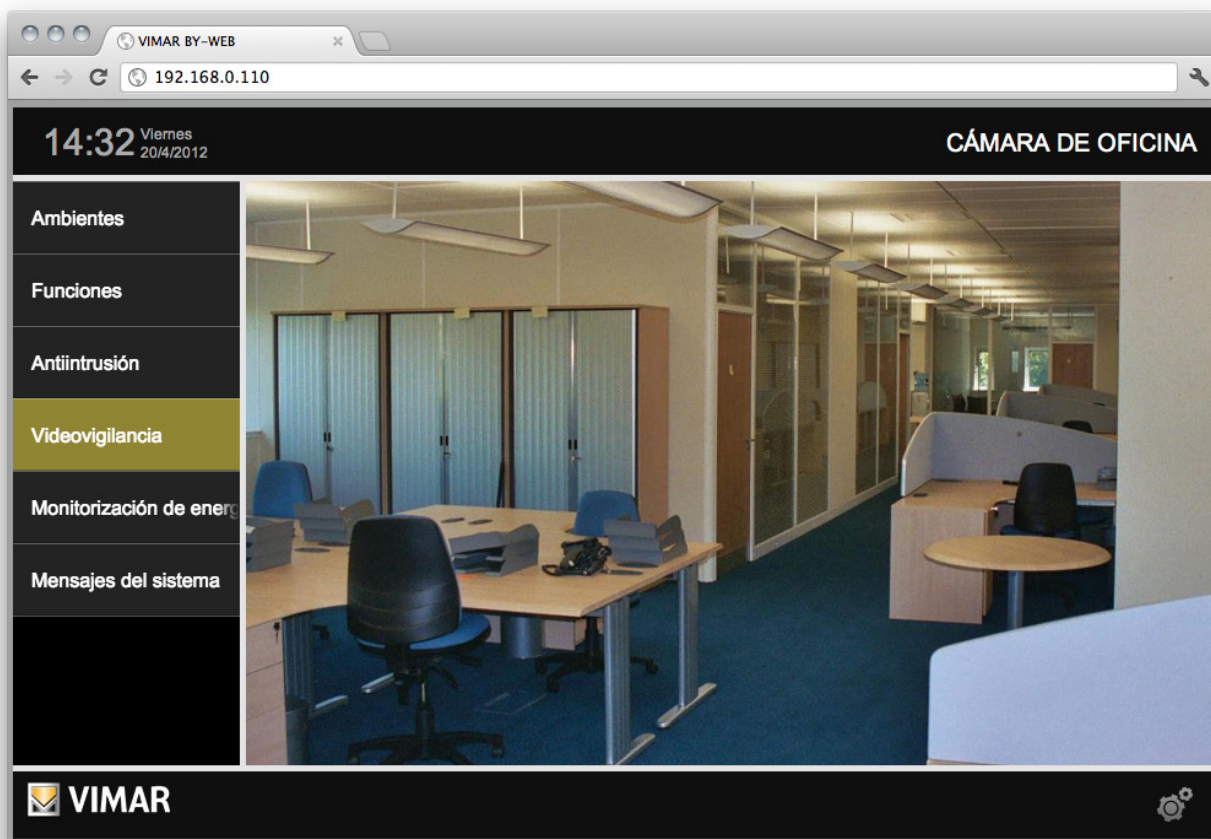 VIMAR BY-WEB
192.168.0.110
14:32
Viernes
20/4/2012
CÁMARA DE OFICINA
Ambientes
Funciones
Antiintrusión
Videovigilancia
Monitorización de energ
Mensajes del sistema
VIMAR